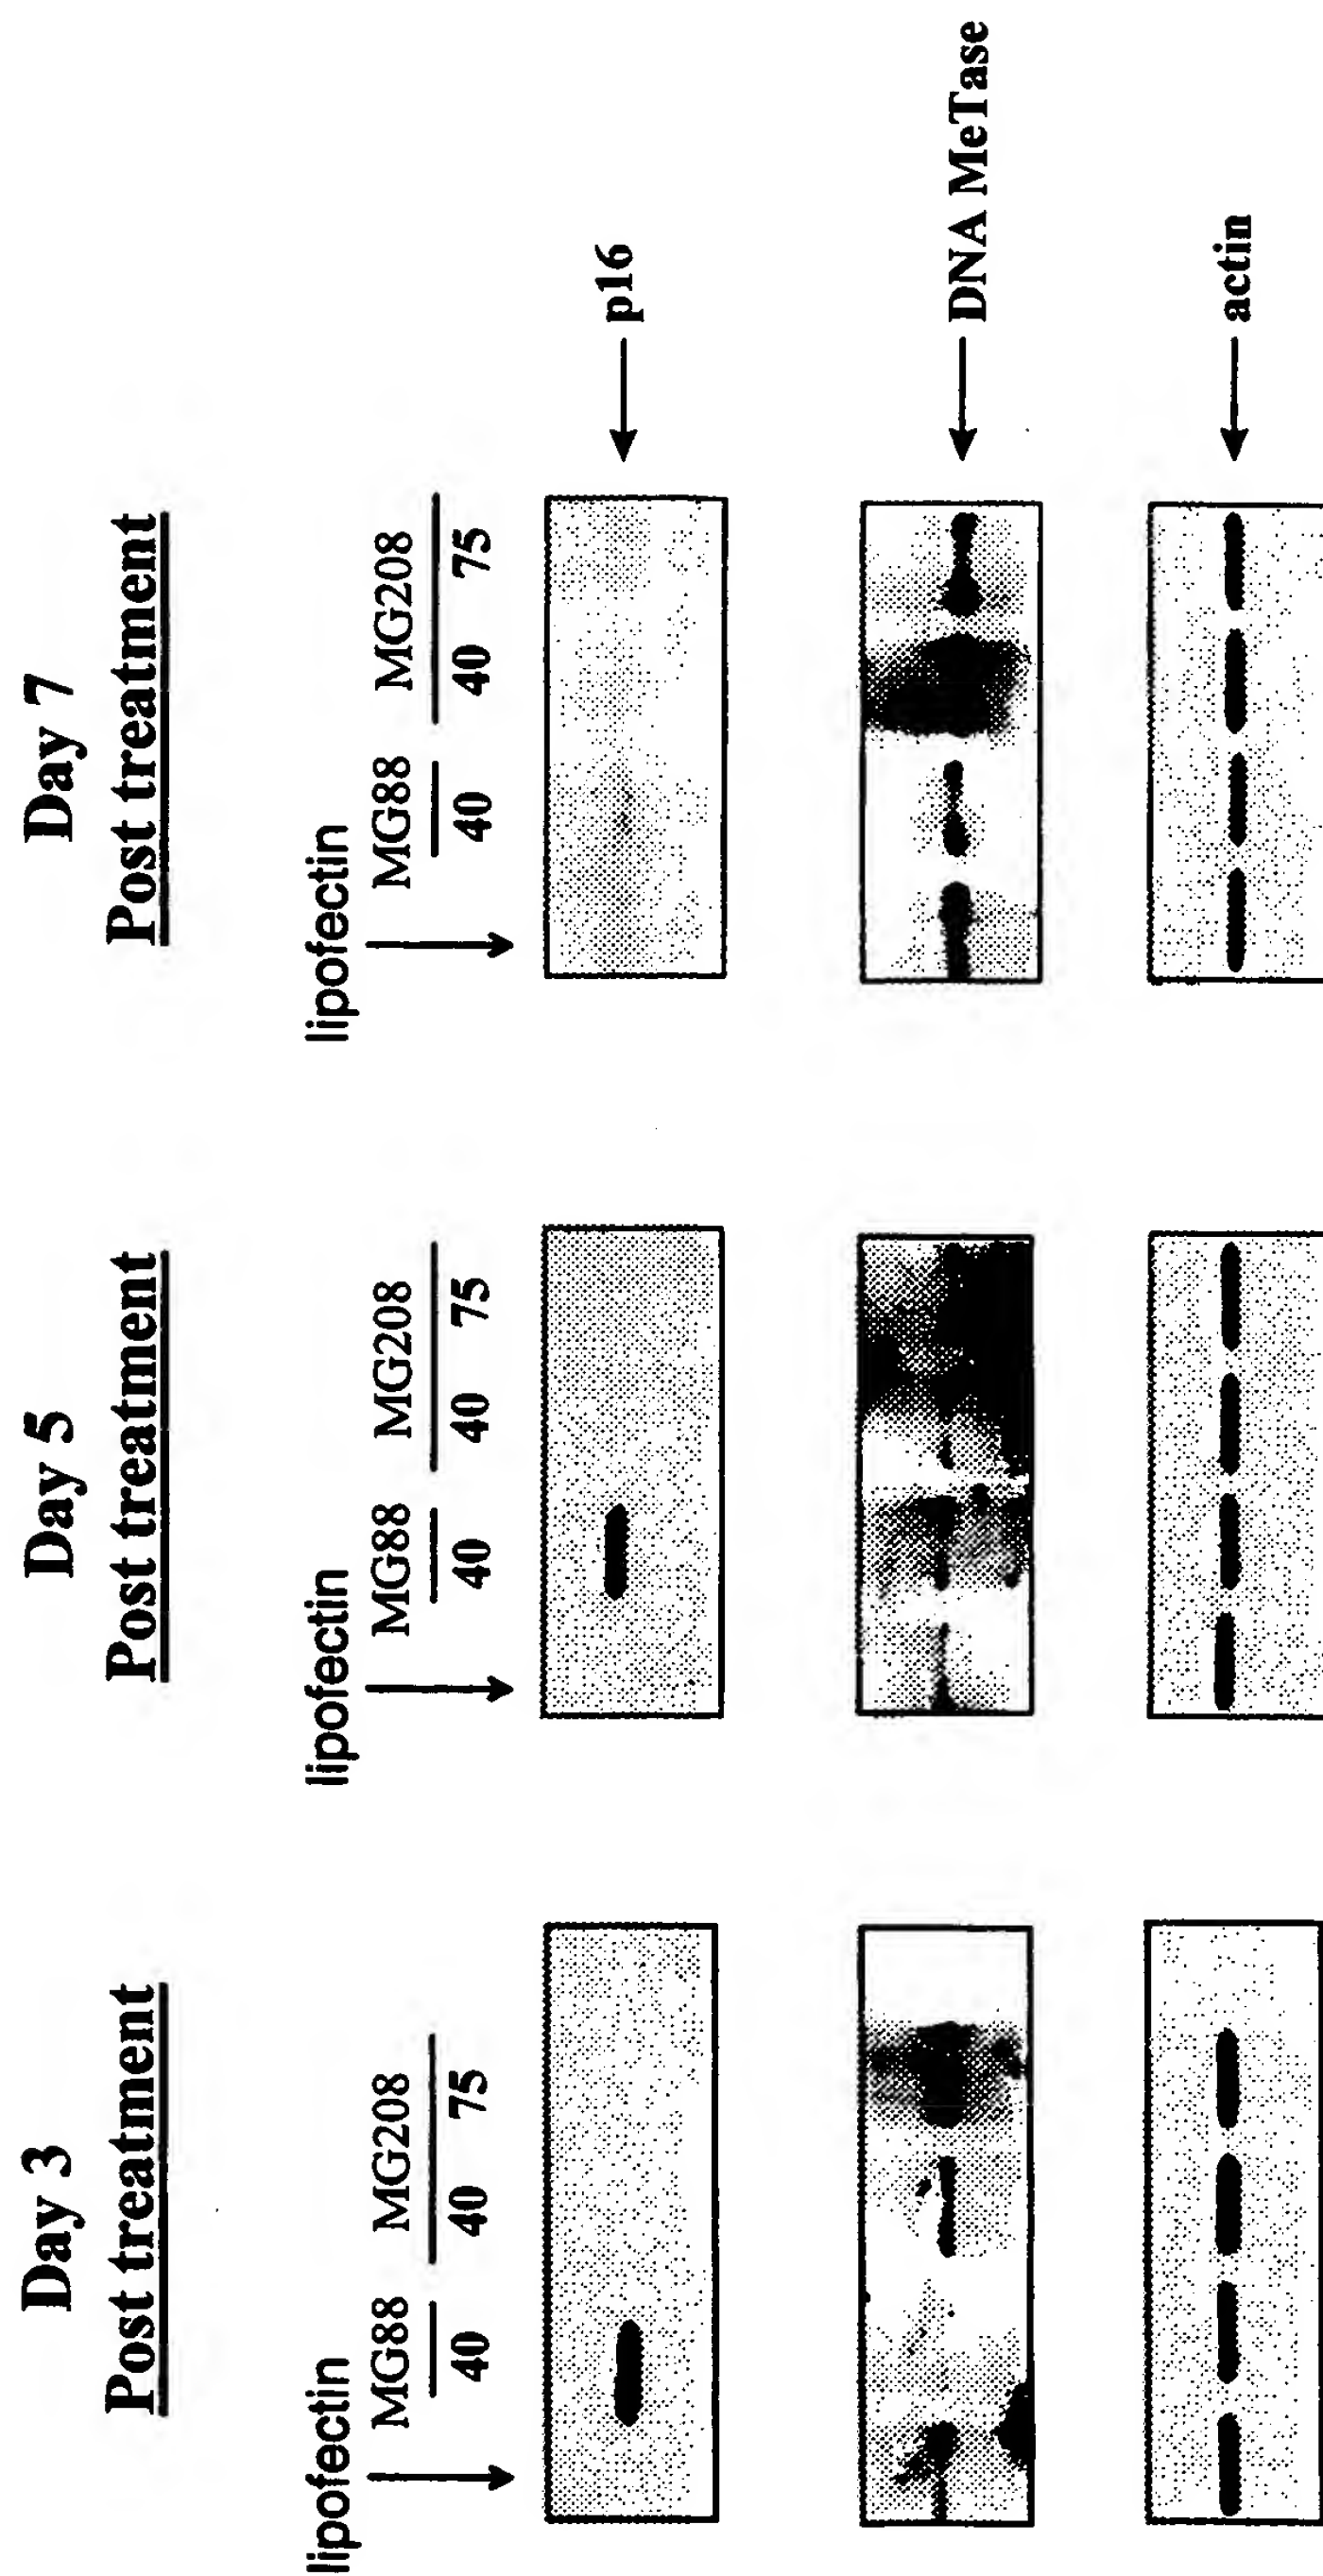 Day 3
Post treatment
lipofectin
MG88 MG208
40 40 75
Day 5
Post treatment
lipofectin
MG88 MG208
40 40 75
Day 7
Post treatment
lipofectin
MG88 MG208
40 40 75
p16
DNA MeTase
actin